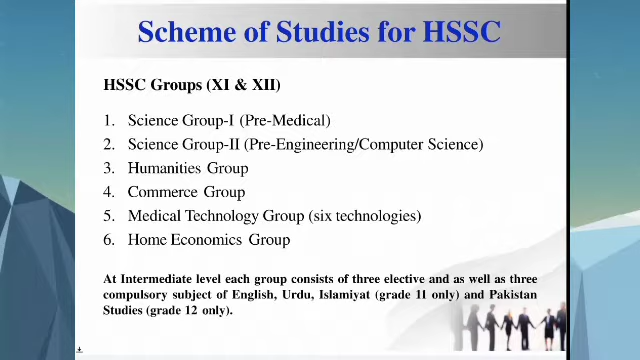 Scheme of Studies for HSSC
HSSC Groups (XI & XII)
1. Science Group-I (Pre-Medical)
2. Science Group-II (Pre-Engineering/Computer Science)
3. Humanities Group
4. Commerce Group
5. Medical Technology Group (six technologies)
6. Home Economics Group
At Intermediate level each group consists of three elective and as well as three
compulsory subject of English, Urdu, Islamiyat (grade 11 only) and Pakistan
Studies (grade 12 only).